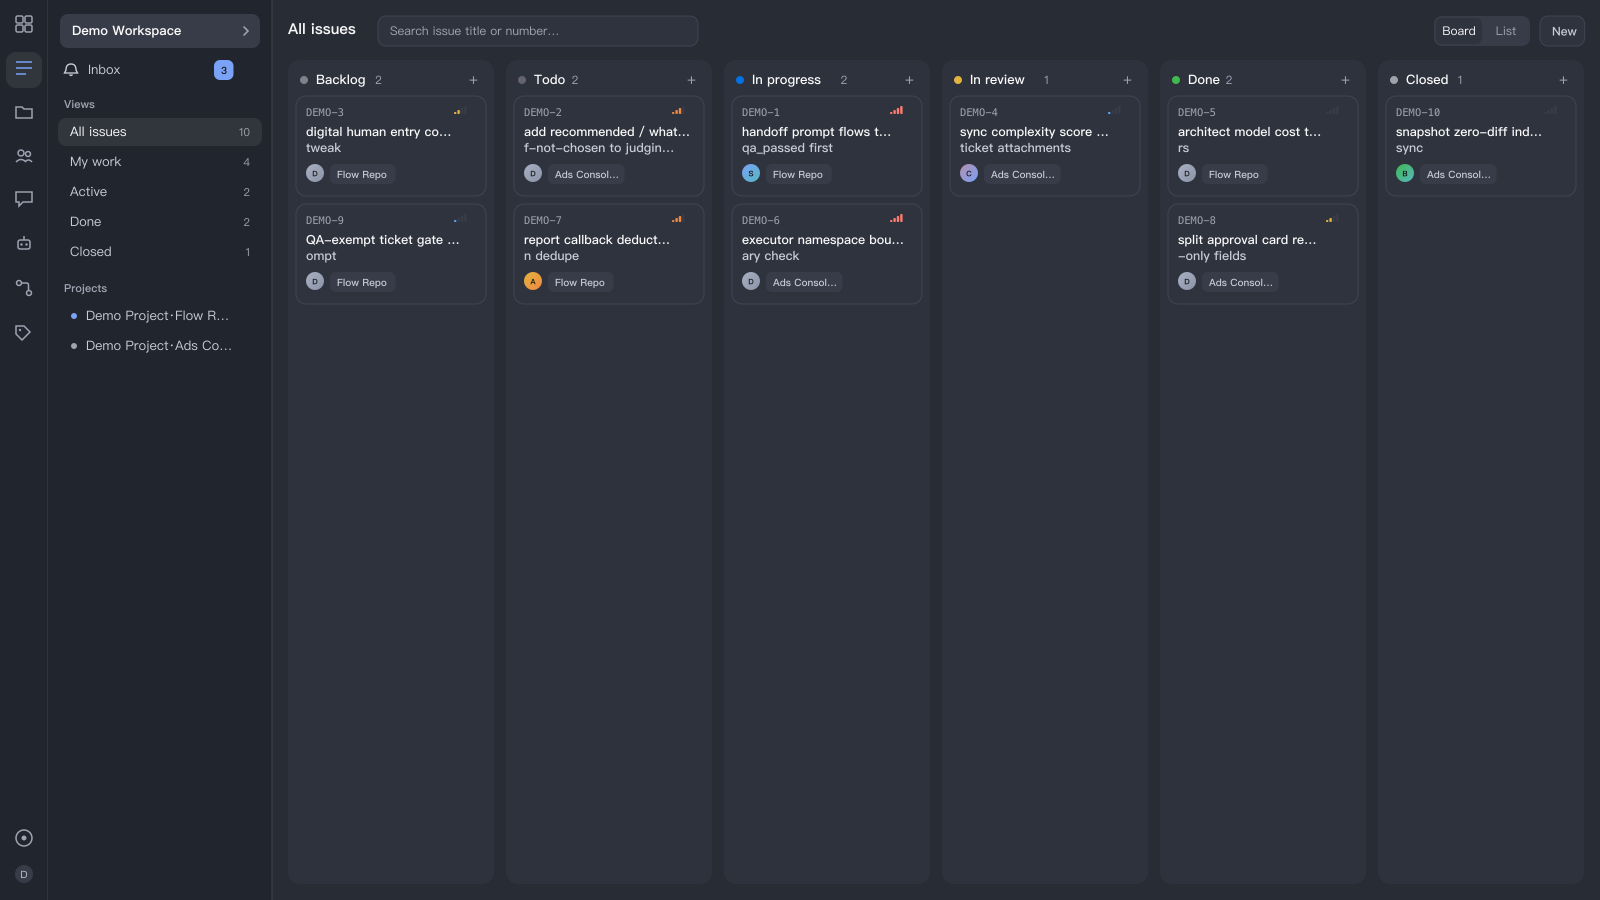 Demo Workspace
Inbox
3
Views
All issues
10
My work
4
Active
2
Done
2
Closed
1
Projects
Demo Project·Flow R...
Demo Project·Ads Co...
D
All issues
Search issue title or number...
Board
List
New
Backlog 2 +
DEMO-3
digital human entry co...
tweak
D
Flow Repo
DEMO-9
QA-exempt ticket gate ...
ompt
D
Flow Repo
Todo 2 +
DEMO-2
add recommended / what...
f-not-chosen to judgin...
D
Ads Consol...
DEMO-7
report callback deduct...
n dedupe
A
Flow Repo
In progress 2 +
DEMO-1
handoff prompt flows t...
qa_passed first
S
Flow Repo
DEMO-6
executor namespace bou...
ary check
D
Ads Consol...
In review 1 +
DEMO-4
sync complexity score ...
ticket attachments
C
Ads Consol...
Done 2 +
DEMO-5
architect model cost t...
rs
D
Flow Repo
DEMO-8
split approval card re...
-only fields
D
Ads Consol...
Closed 1 +
DEMO-10
snapshot zero-diff ind...
sync
B
Ads Consol...